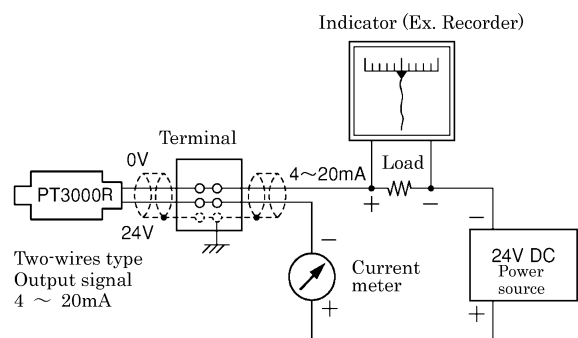 Indicator (Ex. Recorder)
Terminal
0V
4～20mA
Load
PT3000R
+
−
24V
−
−
Two-wires type
Output signal
4 ～ 20mA
Current
meter
24V DC
Power
source
+
+